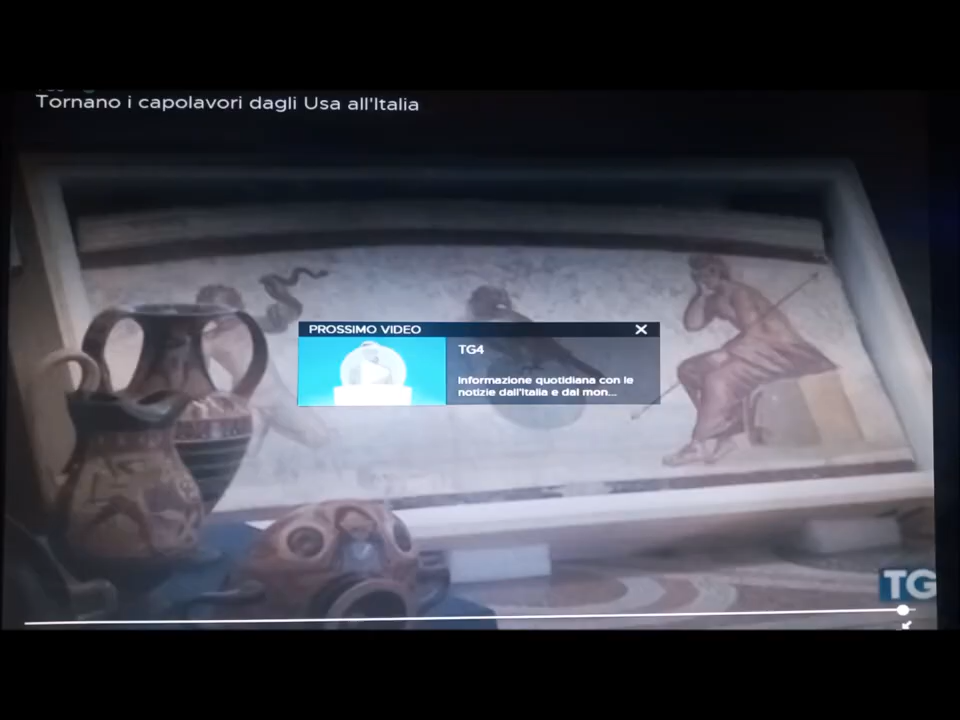 Tornano i capolavori dagli Usa all'Italia
PROSSIMO VIDEO
TG4
Informazione quotidiana con le
notizie dall'Italia e dal mon...
TG